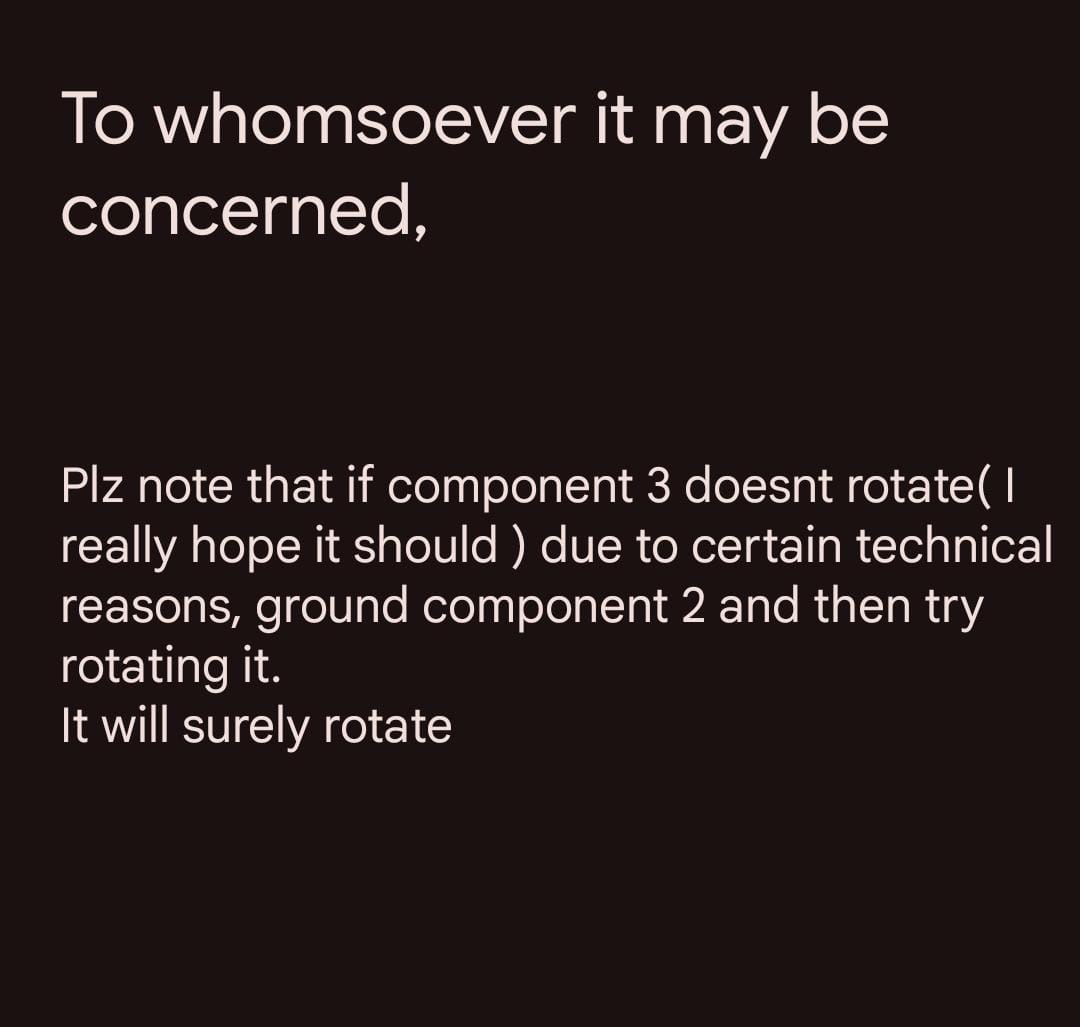 To whomsoever it may be
concerned,
Plz note that if component 3 doesnt rotate( I
really hope it should ) due to certain technical
reasons, ground component 2 and then try
rotating it.
It will surely rotate